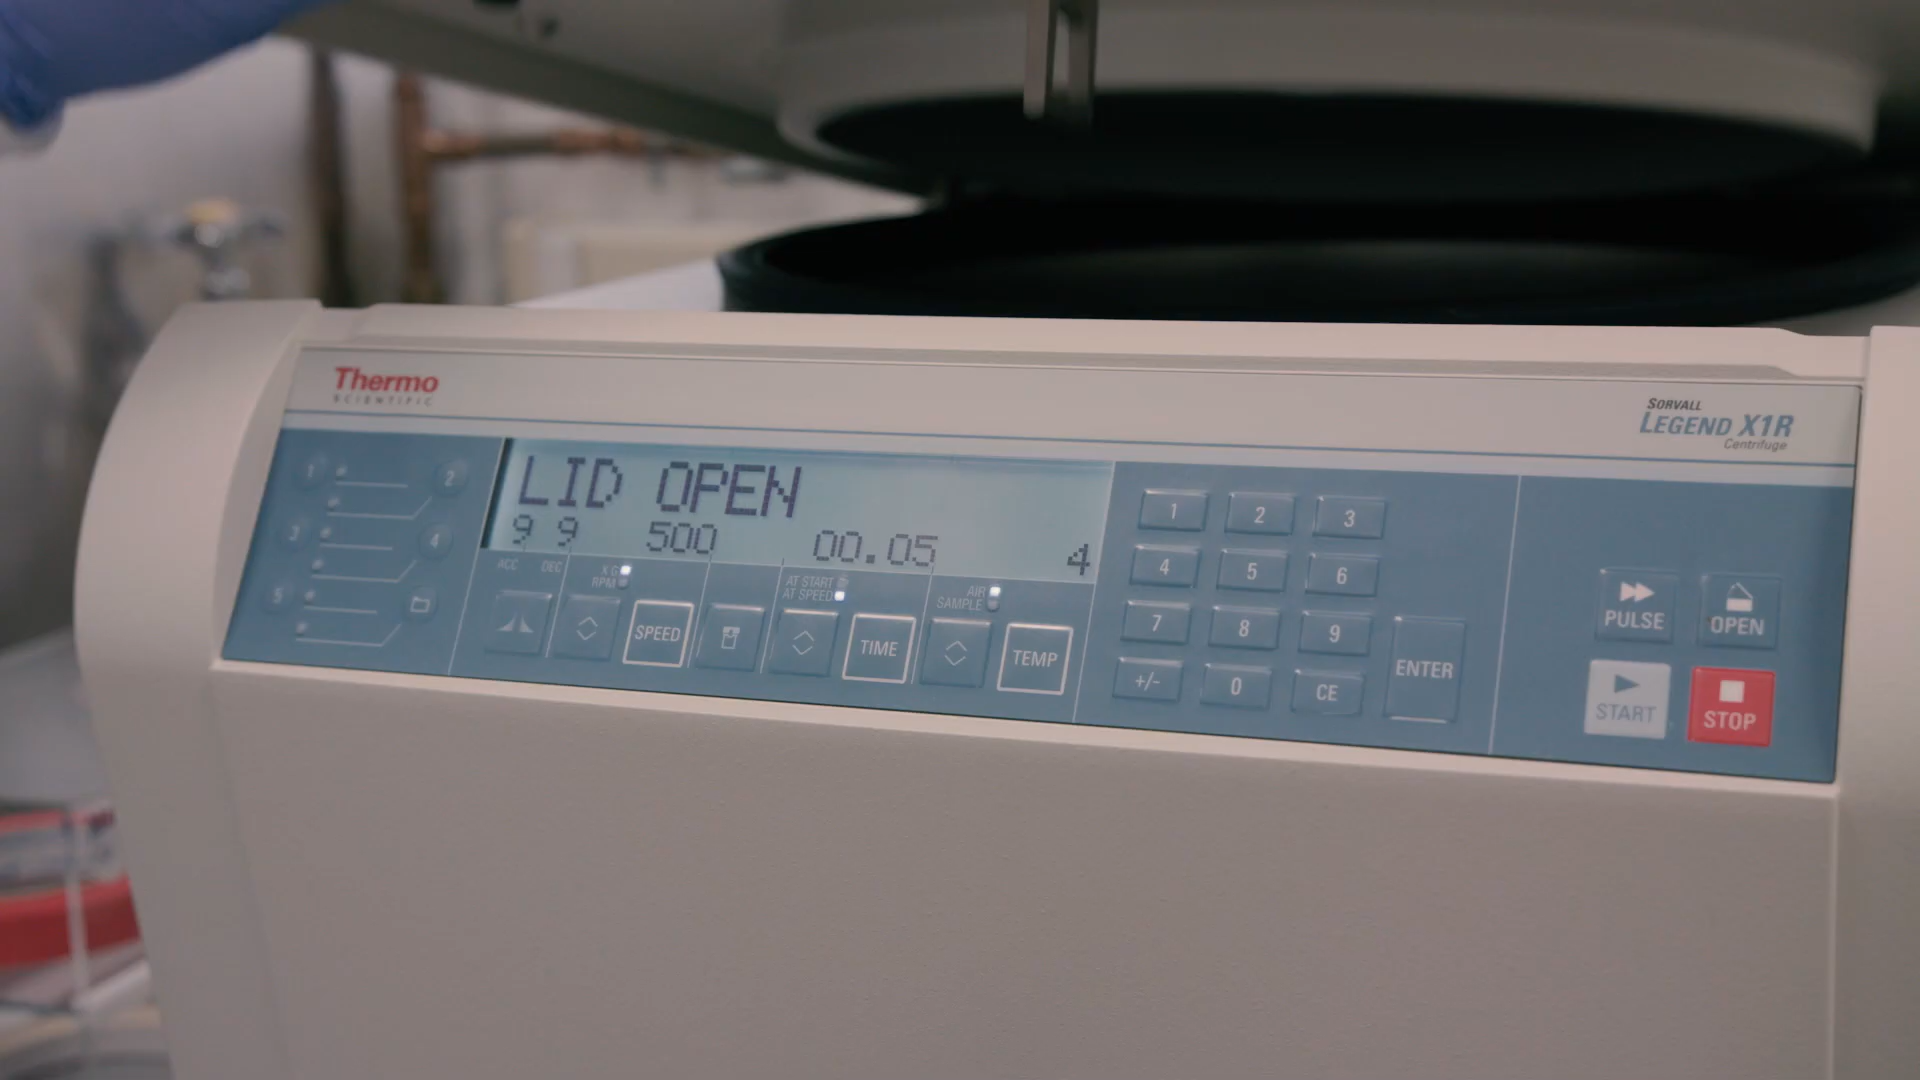 Thermo
SCIENTIFIC
SORVALL
LEGEND X1R
Centrifuge
LID OPEN
9 9 500 00.05 4
ACC DEC
X G
RPM
AT START
AT SPEED
AIR
SAMPLE
SPEED
TIME
TEMP
1 2
3 4
5
1 2 3
4 5 6
7 8 9
+/- 0 CE
ENTER
PULSE
OPEN
START
STOP